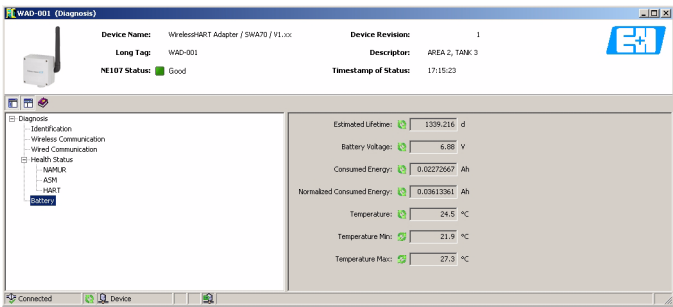 WAD-001 (Diagnosis)
Device Name: WirelessHART Adapter / SWA70 / V1.xx Device Revision: 1
Long Tag: WAD-001 Descriptor: AREA 2, TANK 3
NE107 Status: Good Timestamp of Status: 17:15:23
Diagnosis
Identification
Wireless Communication
Wired Communication
Health Status
NAMUR
ASM
HART
Battery
Estimated Lifetime: 1339.216 d
Battery Voltage: 6.88 V
Consumed Energy: 0.02272667 Ah
Normalized Consumed Energy: 0.03613361 Ah
Temperature: 24.5 °C
Temperature Min: 21.9 °C
Temperature Max: 27.3 °C
Connected Device